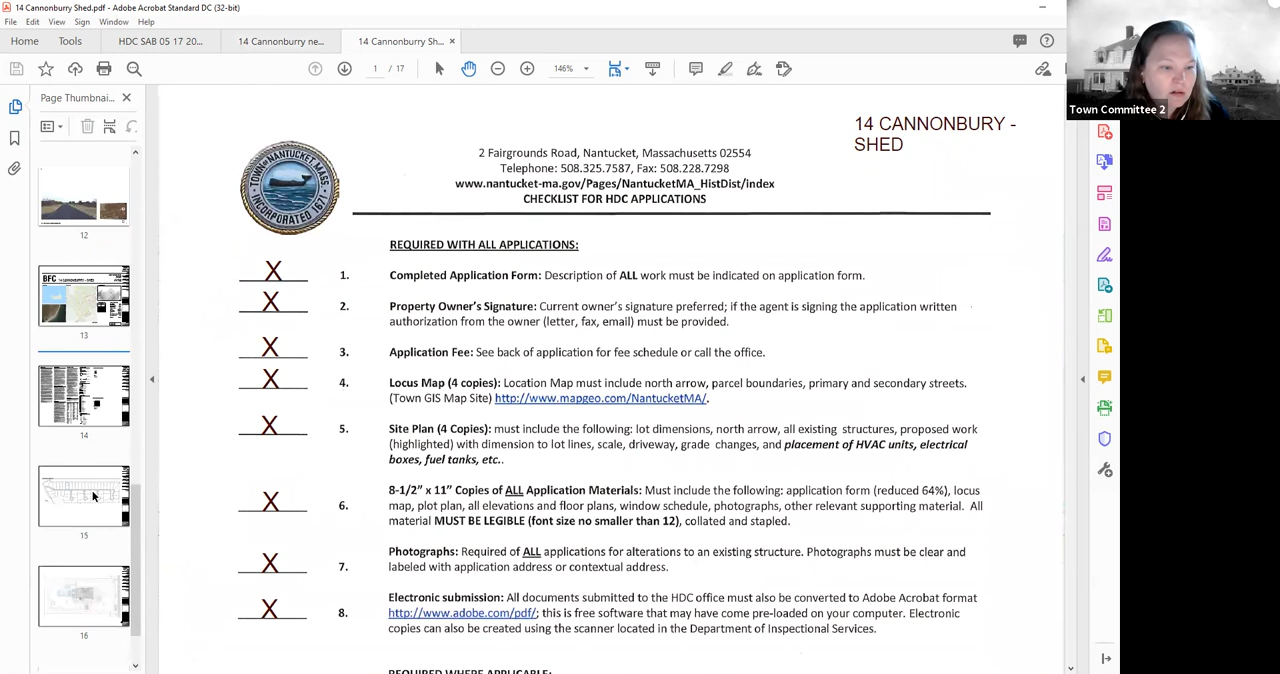 14 Cannonbury Shed.pdf - Adobe Acrobat Standard DC (32-bit)
File Edit View Sign Window Help
Home Tools HDC SAB 05 17 20... 14 Cannonbury ne... 14 Cannonbury Sh... ×
1 / 17 146%
Page Thumbnai...
12
BFC
13
14
15
16
14 CANNONBURY -
SHED
TOWN OF NANTUCKET MASS.
INCORPORATED 1671
2 Fairgrounds Road, Nantucket, Massachusetts 02554
Telephone: 508.325.7587, Fax: 508.228.7298
www.nantucket-ma.gov/Pages/NantucketMA_HistDist/index
CHECKLIST FOR HDC APPLICATIONS
REQUIRED WITH ALL APPLICATIONS:
X 1. Completed Application Form: Description of ALL work must be indicated on application form.
X 2. Property Owner's Signature: Current owner's signature preferred; if the agent is signing the application written
authorization from the owner (letter, fax, email) must be provided.
X 3. Application Fee: See back of application for fee schedule or call the office.
X 4. Locus Map (4 copies): Location Map must include north arrow, parcel boundaries, primary and secondary streets.
(Town GIS Map Site) http://www.mapgeo.com/NantucketMA/.
X 5. Site Plan (4 Copies): must include the following: lot dimensions, north arrow, all existing structures, proposed work
(highlighted) with dimension to lot lines, scale, driveway, grade changes, and placement of HVAC units, electrical
boxes, fuel tanks, etc..
8-1/2" x 11" Copies of ALL Application Materials: Must include the following: application form (reduced 64%), locus
X 6. map, plot plan, all elevations and floor plans, window schedule, photographs, other relevant supporting material. All
material MUST BE LEGIBLE (font size no smaller than 12), collated and stapled.
Photographs: Required of ALL applications for alterations to an existing structure. Photographs must be clear and
X 7. labeled with application address or contextual address.
Electronic submission: All documents submitted to the HDC office must also be converted to Adobe Acrobat format
X 8. http://www.adobe.com/pdf/; this is free software that may have come pre-loaded on your computer. Electronic
copies can also be created using the scanner located in the Department of Inspectional Services.
REQUIRED WHERE APPLICABLE:
Town Committee 2